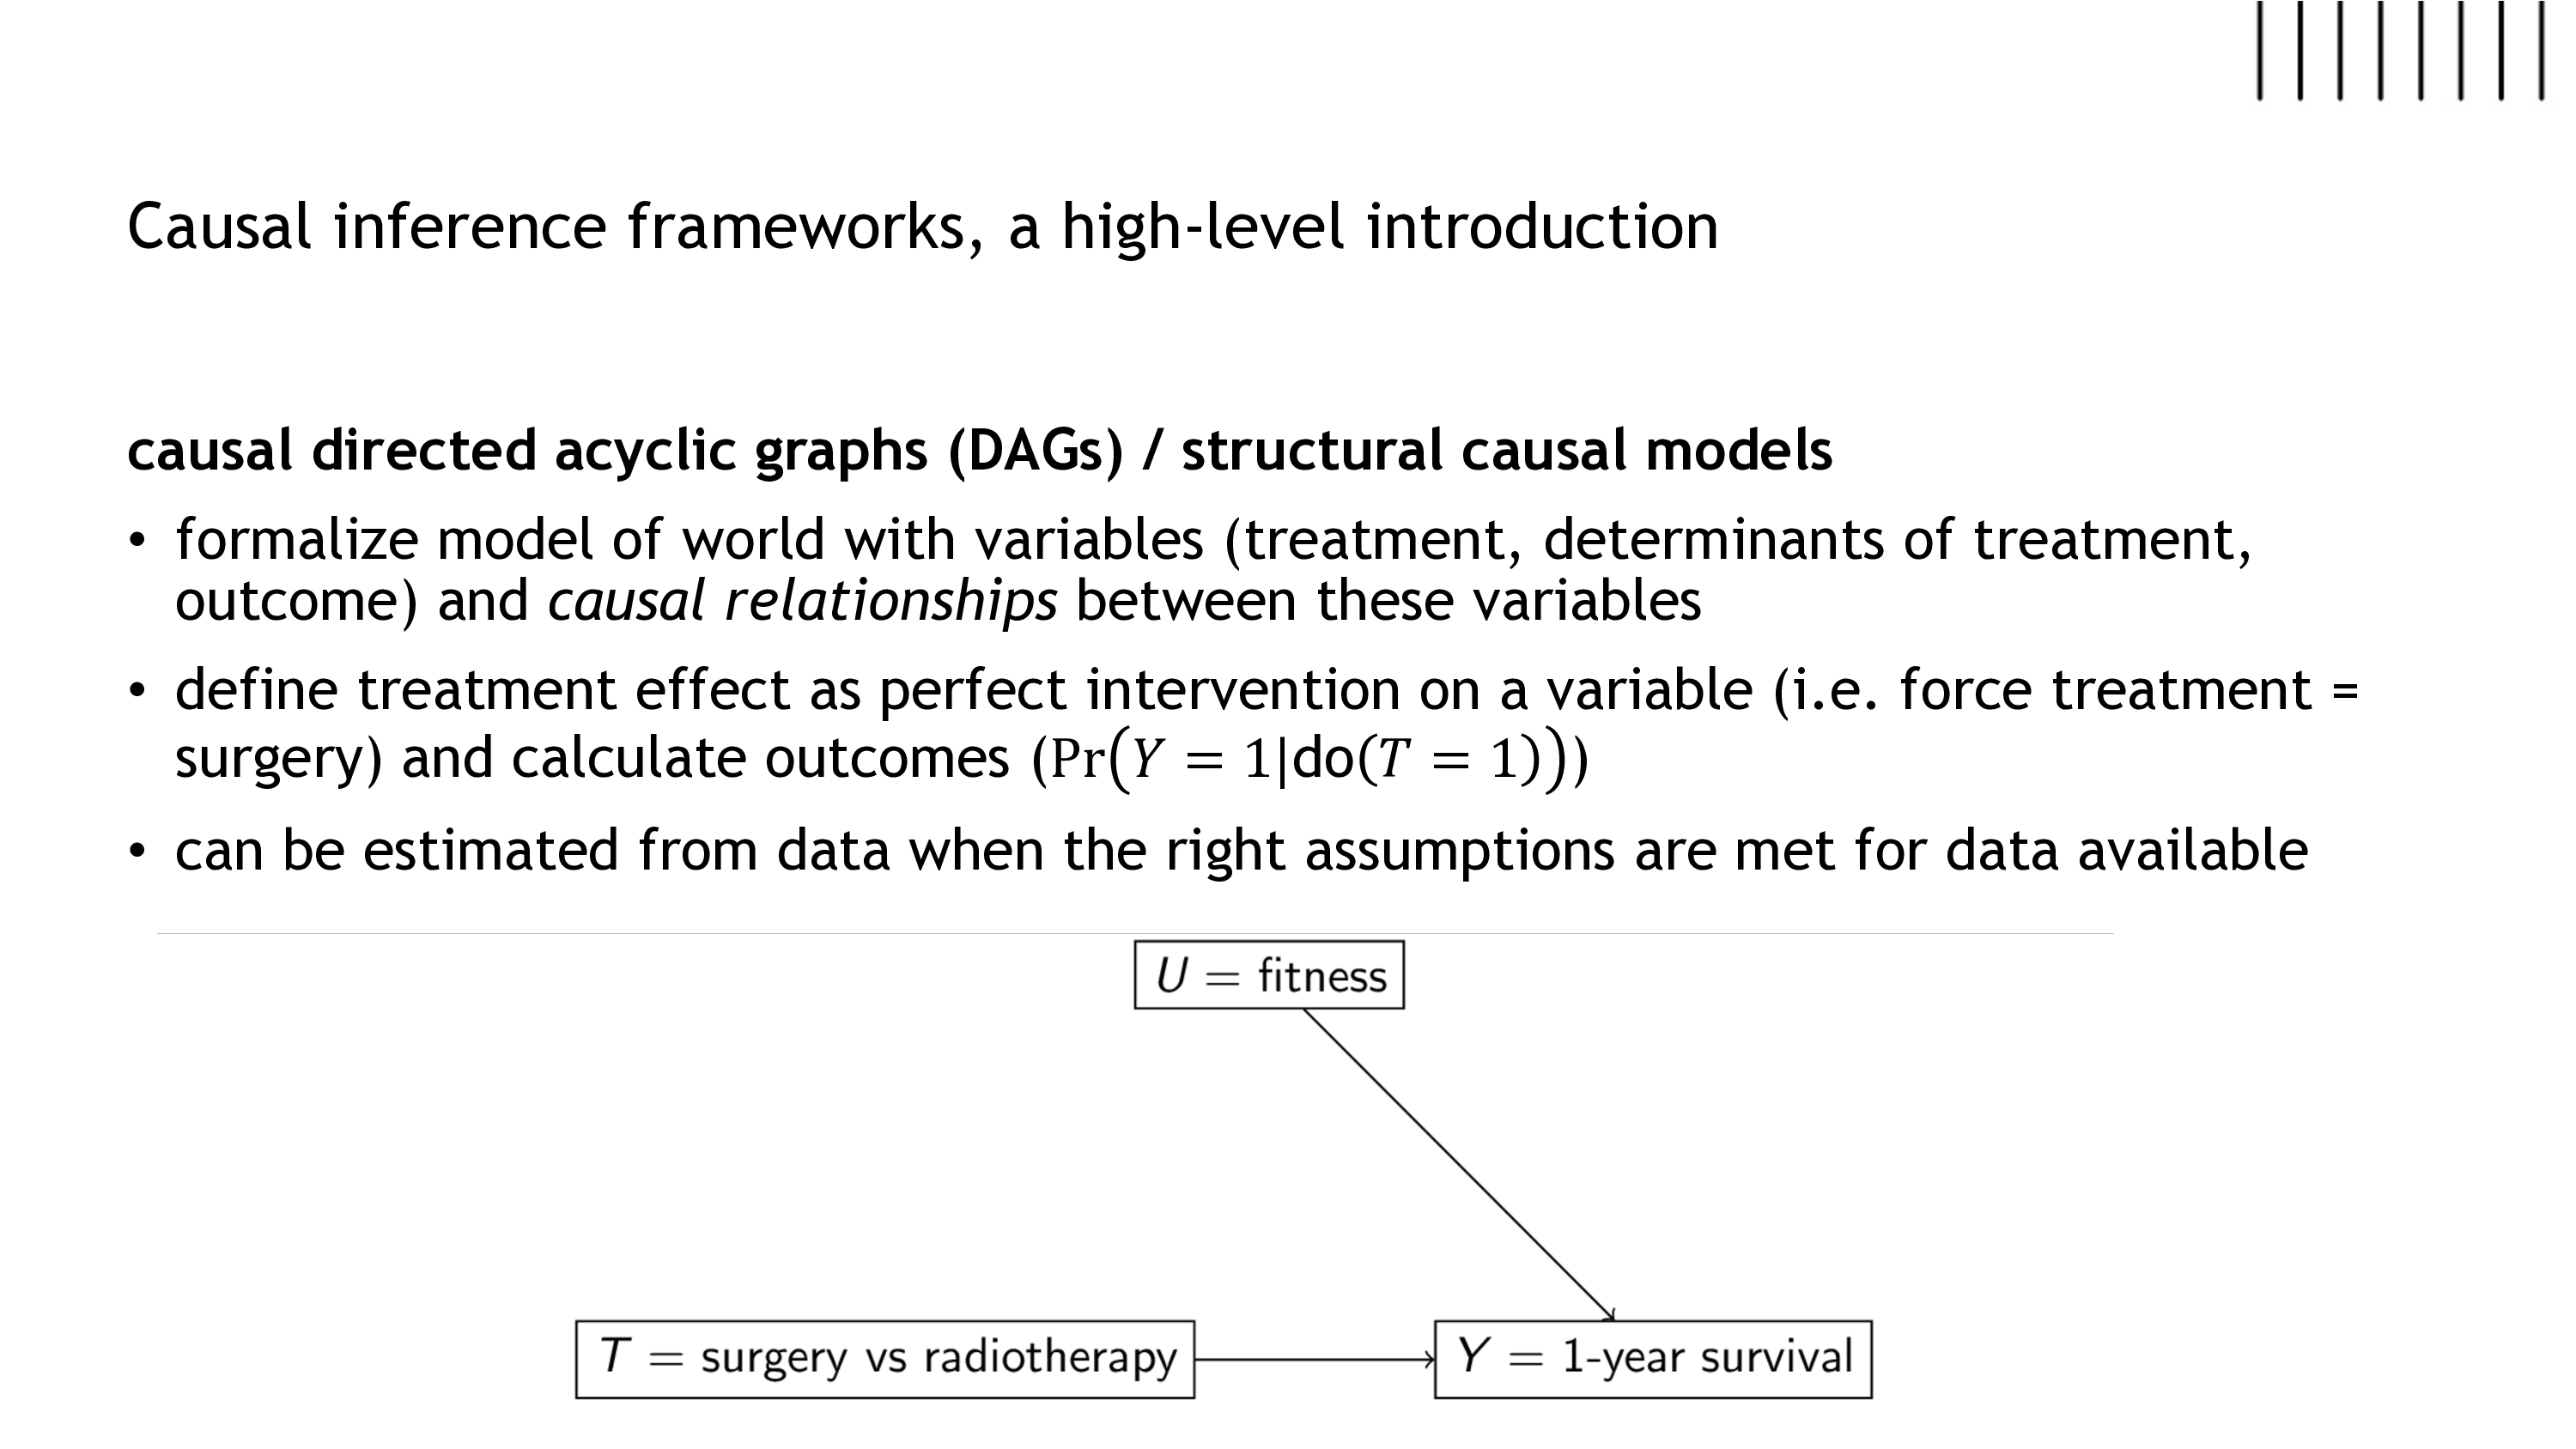 Causal inference frameworks, a high-level introduction
causal directed acyclic graphs (DAGs) / structural causal models
• formalize model of world with variables (treatment, determinants of treatment,
outcome) and causal relationships between these variables
• define treatment effect as perfect intervention on a variable (i.e. force treatment =
surgery) and calculate outcomes (Pr(Y = 1|do(T = 1)))
• can be estimated from data when the right assumptions are met for data available
U = fitness
T = surgery vs radiotherapy
Y = 1-year survival